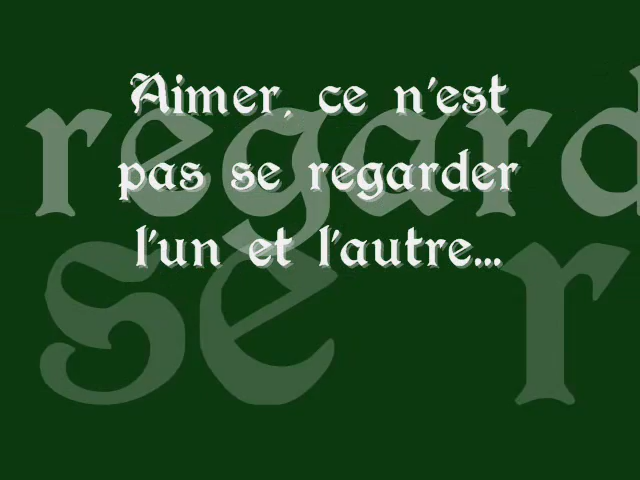 Aimer, ce n'est
pas se regarder
l'un et l'autre...
regard
se r